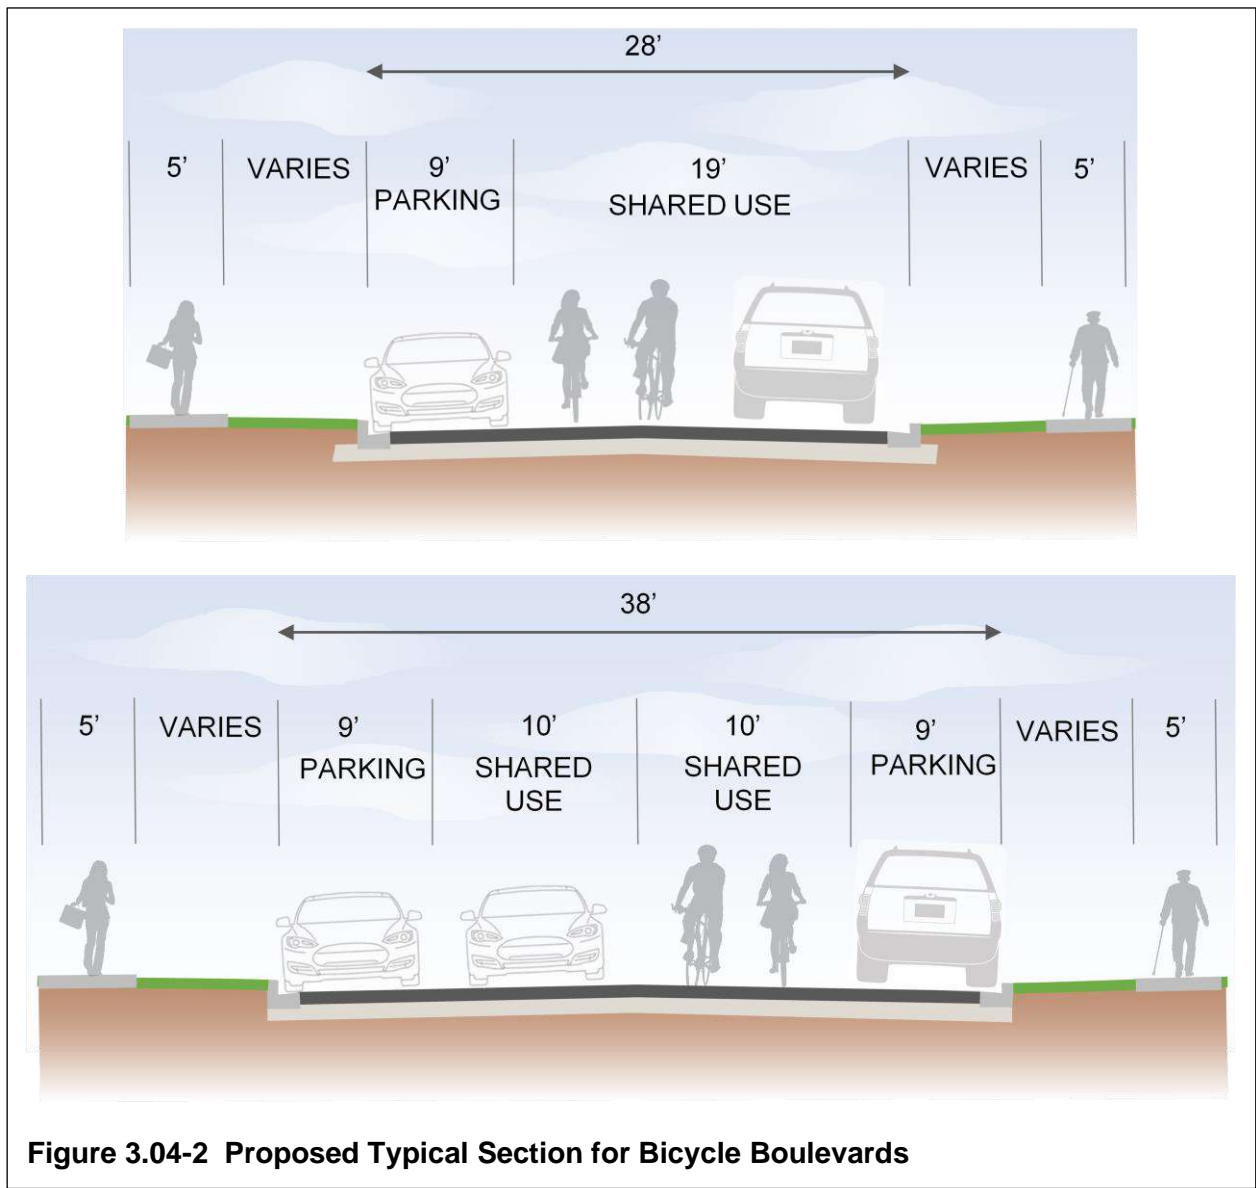 28’
5’ VARIES 9’ 19’ VARIES 5’
PARKING SHARED USE
38’
5’ VARIES 9’ 10’ 10’ 9’ VARIES 5’
PARKING SHARED SHARED PARKING
USE USE
Figure 3.04-2 Proposed Typical Section for Bicycle Boulevards